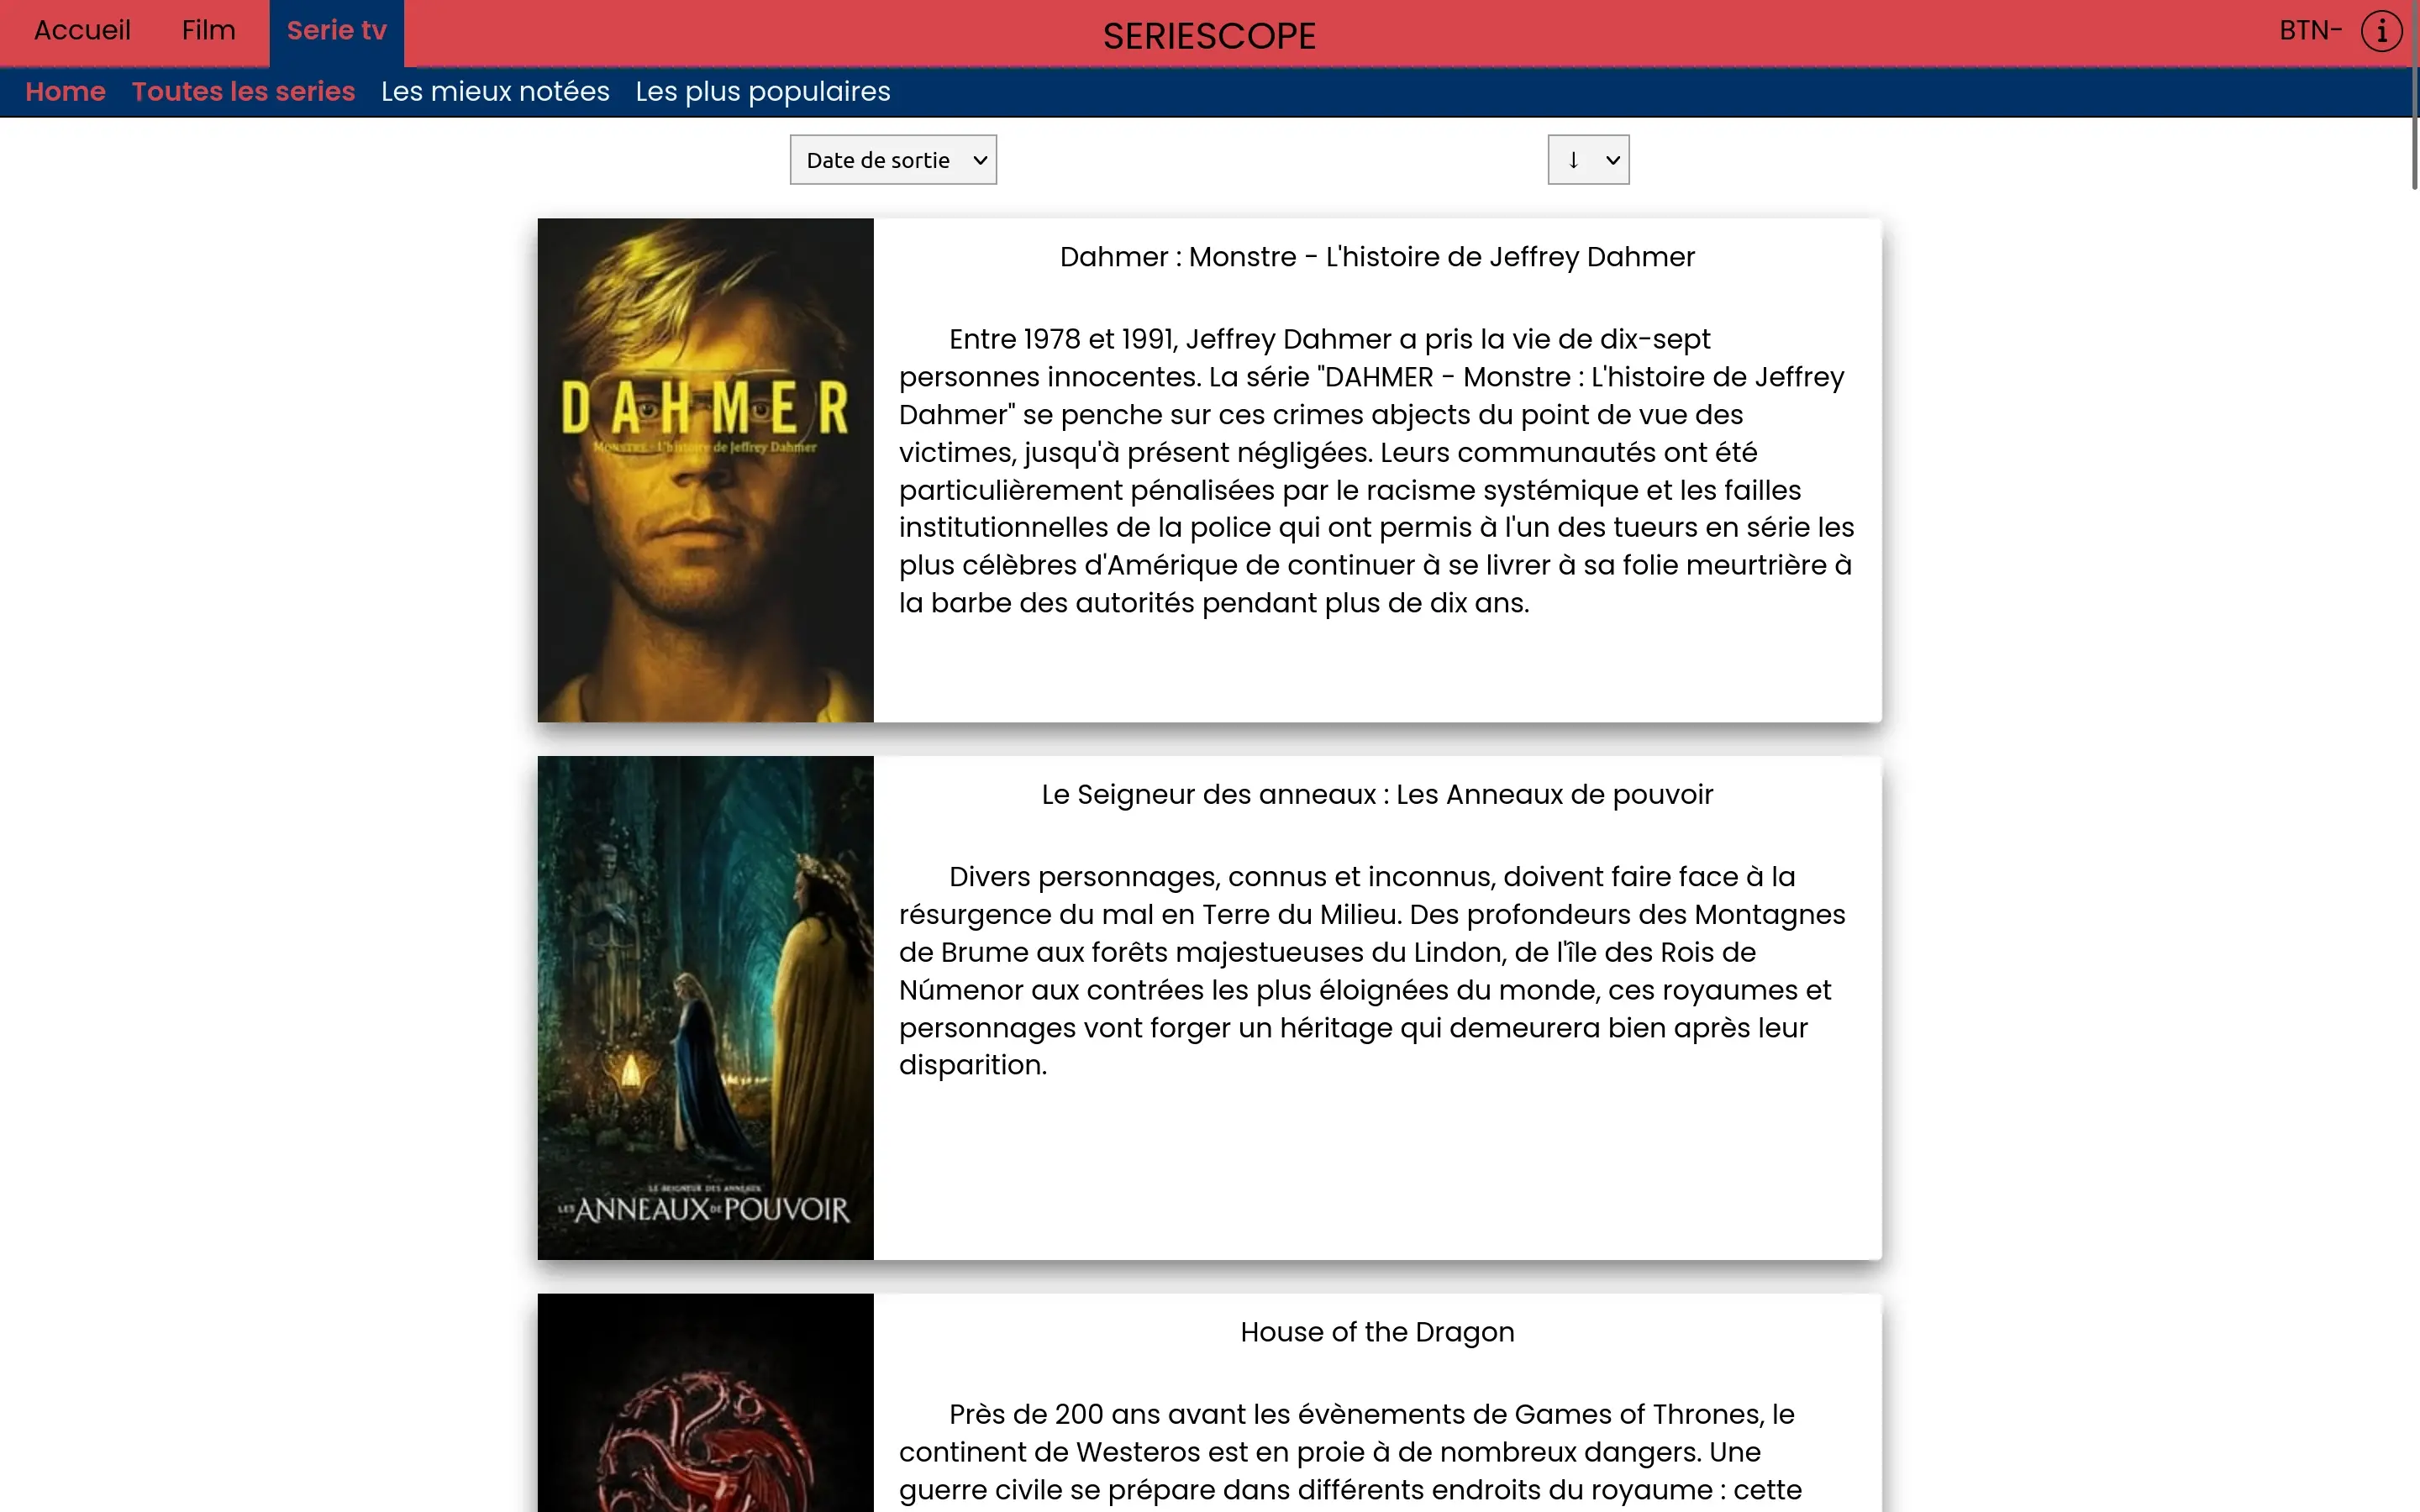 Accueil Film Serie tv SERIESCOPE BTN- i
Home Toutes les series Les mieux notées Les plus populaires
Date de sortie ↓
Dahmer : Monstre - L'histoire de Jeffrey Dahmer
DAHMER
MONSTRE : L'histoire de Jeffrey Dahmer
Entre 1978 et 1991, Jeffrey Dahmer a pris la vie de dix-sept
personnes innocentes. La série "DAHMER - Monstre : L'histoire de Jeffrey
Dahmer" se penche sur ces crimes abjects du point de vue des
victimes, jusqu'à présent négligées. Leurs communautés ont été
particulièrement pénalisées par le racisme systémique et les failles
institutionnelles de la police qui ont permis à l'un des tueurs en série les
plus célèbres d'Amérique de continuer à se livrer à sa folie meurtrière à
la barbe des autorités pendant plus de dix ans.
Le Seigneur des anneaux : Les Anneaux de pouvoir
Divers personnages, connus et inconnus, doivent faire face à la
résurgence du mal en Terre du Milieu. Des profondeurs des Montagnes
de Brume aux forêts majestueuses du Lindon, de l'île des Rois de
Númenor aux contrées les plus éloignées du monde, ces royaumes et
personnages vont forger un héritage qui demeurera bien après leur
disparition.
LE SEIGNEUR DES ANNEAUX
LES ANNEAUX DE POUVOIR
House of the Dragon
Près de 200 ans avant les évènements de Games of Thrones, le
continent de Westeros est en proie à de nombreux dangers. Une
guerre civile se prépare dans différents endroits du royaume : cette